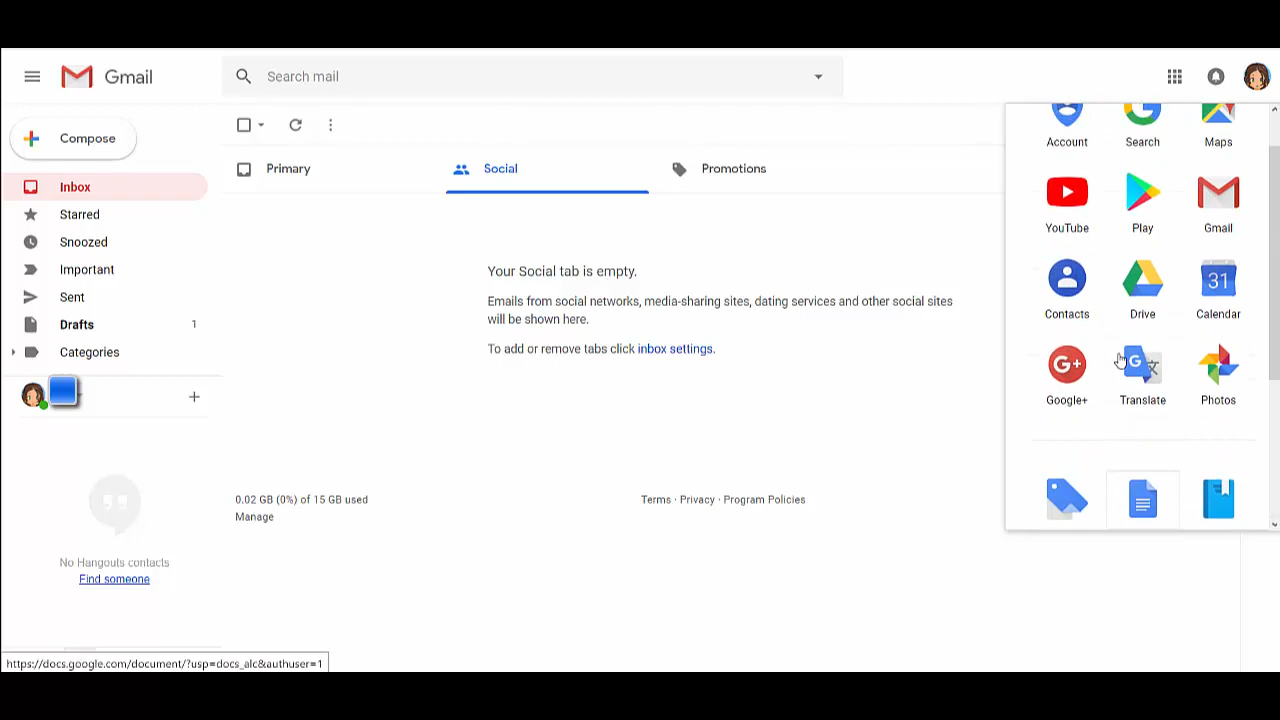 Gmail
Search mail
Compose
Inbox
Starred
Snoozed
Important
Sent
Drafts 1
Categories
No Hangouts contacts
Find someone
Primary
Social
Promotions
Your Social tab is empty.
Emails from social networks, media-sharing sites, dating services and other social sites
will be shown here.
To add or remove tabs click inbox settings.
0.02 GB (0%) of 15 GB used
Manage
Terms · Privacy · Program Policies
Account Search Maps
YouTube Play Gmail
31
Contacts Drive Calendar
G+ G
Google+ Translate Photos
https://docs.google.com/document/?usp=docs_alc&authuser=1